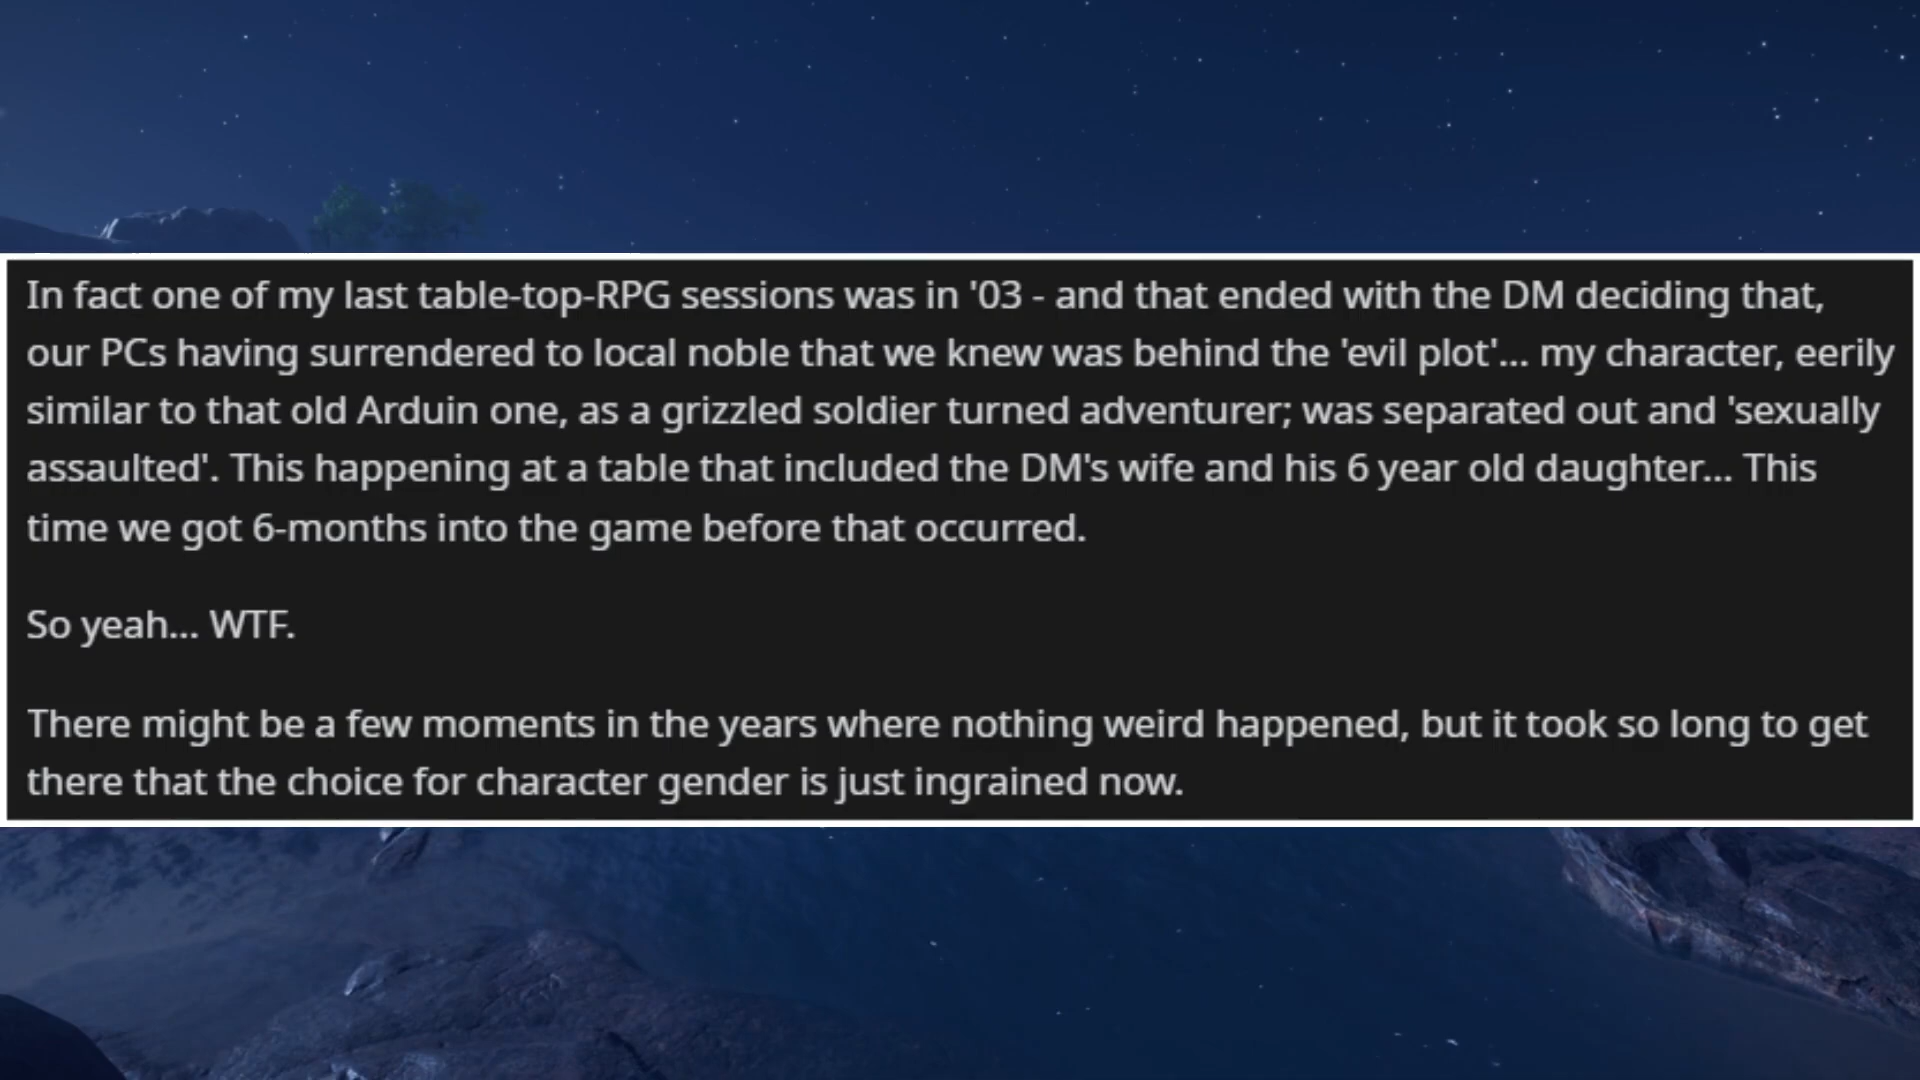 In fact one of my last table-top-RPG sessions was in '03 - and that ended with the DM deciding that,
our PCs having surrendered to local noble that we knew was behind the 'evil plot'... my character, eerily
similar to that old Arduin one, as a grizzled soldier turned adventurer; was separated out and 'sexually
assaulted'. This happening at a table that included the DM's wife and his 6 year old daughter... This
time we got 6-months into the game before that occurred.
So yeah... WTF.
There might be a few moments in the years where nothing weird happened, but it took so long to get
there that the choice for character gender is just ingrained now.